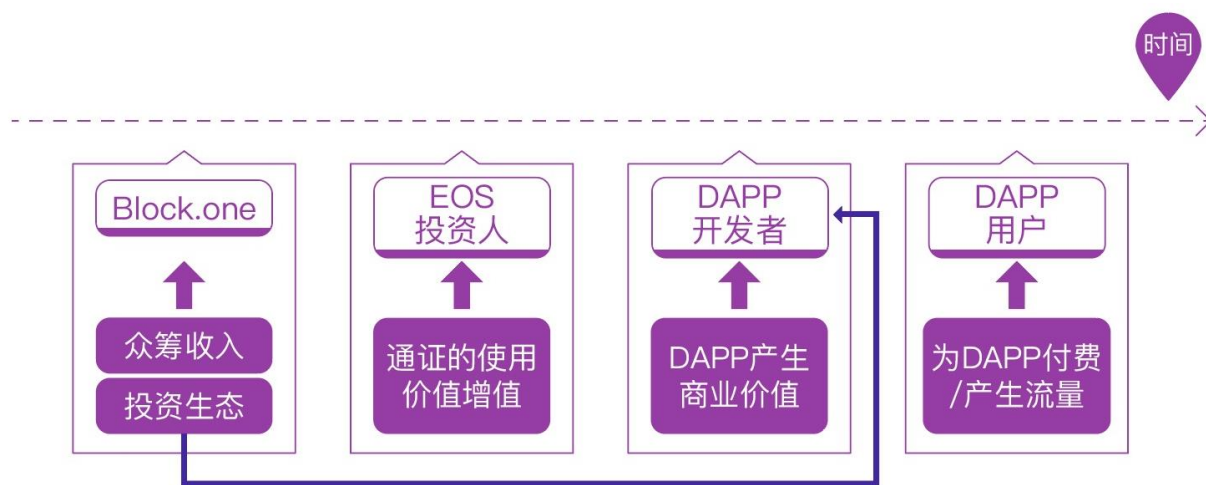 时间
Block.one
众筹收入
投资生态
EOS
投资人
通证的使用
价值增值
DAPP
开发者
DAPP产生
商业价值
DAPP
用户
为DAPP付费
/产生流量